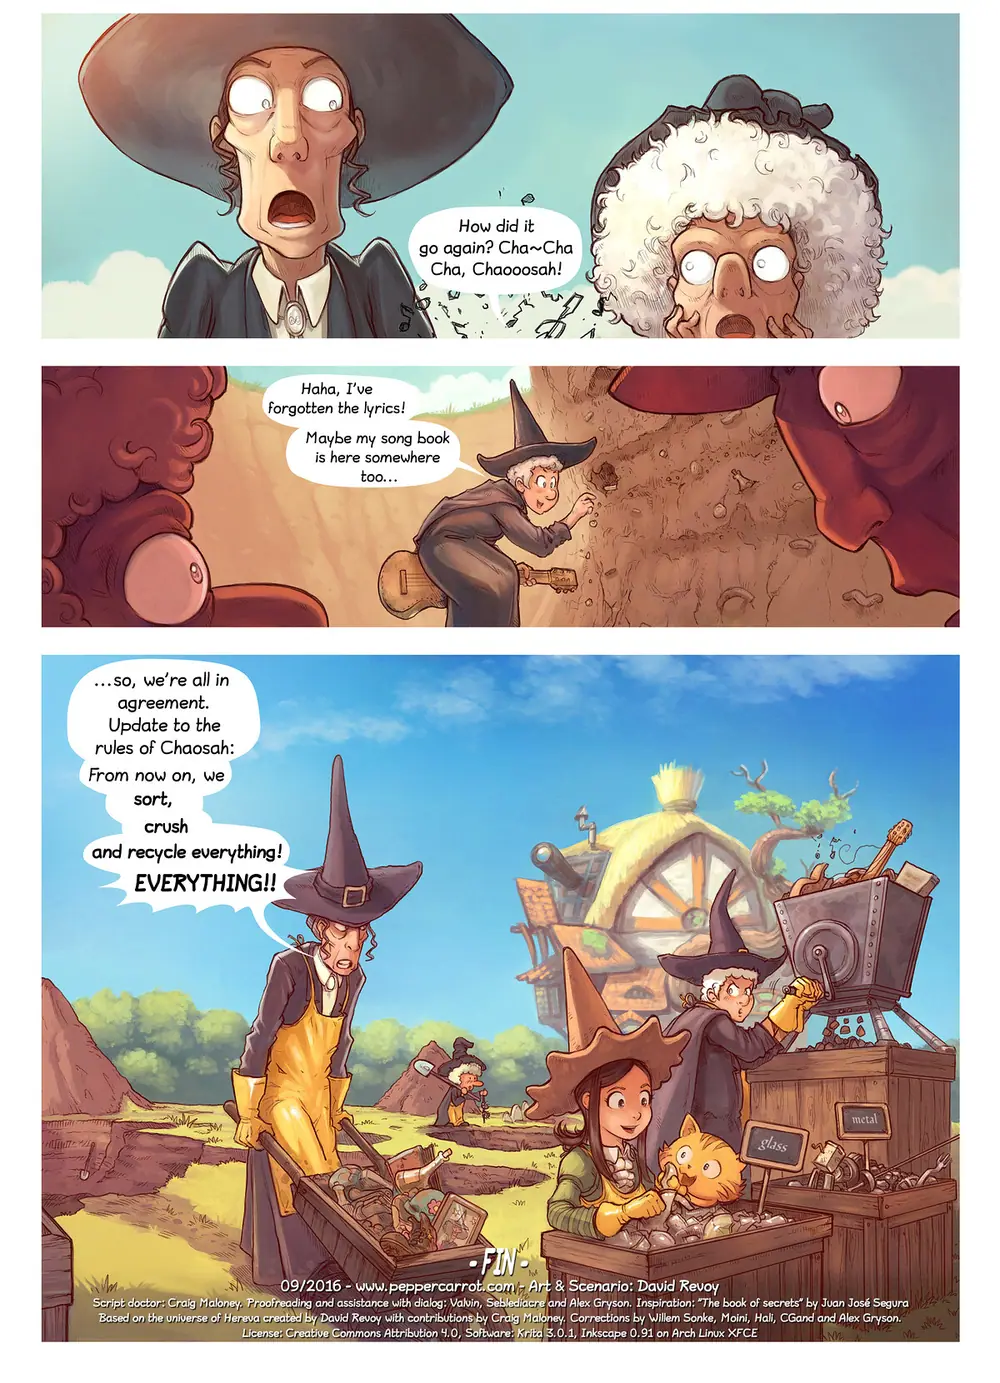 How did it
go again? Cha~Cha
Cha, Chaoooosah!
Haha, I've
forgotten the lyrics!
Maybe my song book
is here somewhere
too...
...so, we're all in
agreement.
Update to the
rules of Chaosah:
From now on, we
sort,
crush
and recycle everything!
EVERYTHING!!
glass
metal
- FIN -
09/2016 - www.peppercarrot.com - Art & Scenario: David Revoy
Script doctor: Craig Maloney. Proofreading and assistance with dialog: Valvin, Seblediacre and Alex Gryson. Inspiration: "The book of secrets" by Juan José Segura
Based on the universe of Hereva created by David Revoy with contributions by Craig Maloney. Corrections by Willem Sonke, Moini, Hali, CGand and Alex Gryson.
License: Creative Commons Attribution 4.0, Software: Krita 3.0.1, Inkscape 0.91 on Arch Linux XFCE